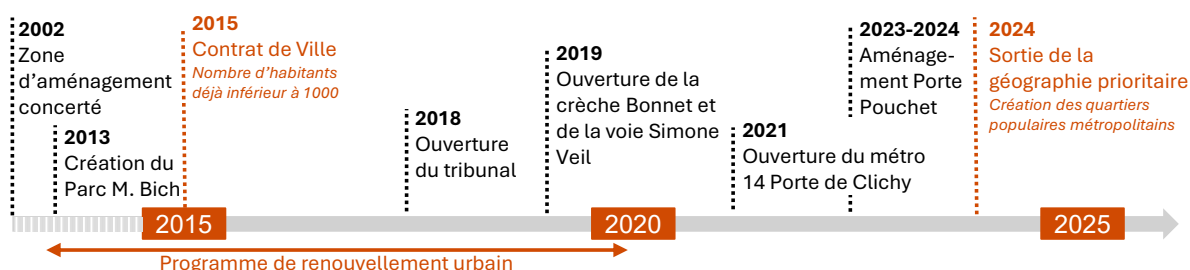 2002
Zone
d’aménagement
concerté
2013
Création du
Parc M. Bich
2015
Contrat de Ville
Nombre d’habitants
déjà inférieur à 1000
2018
Ouverture
du tribunal
2019
Ouverture de la
crèche Bonnet et
de la voie Simone
Veil
2021
Ouverture du métro
14 Porte de Clichy
2023-2024
Aménage-
ment Porte
Pouchet
2024
Sortie de la
géographie prioritaire
Création des quartiers
populaires métropolitains
2015
2020
2025
Programme de renouvellement urbain